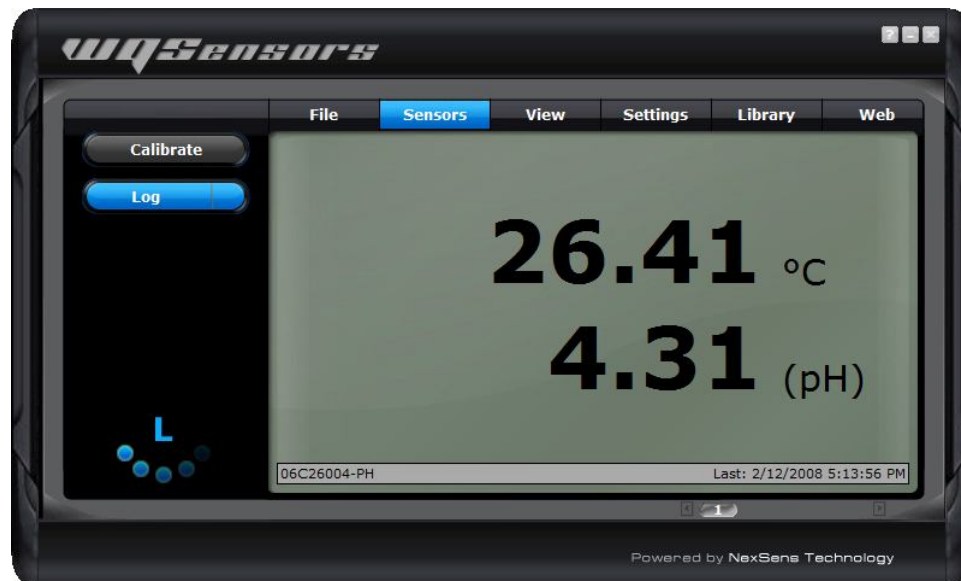 WQSensors
? - ×
File Sensors View Settings Library Web
Calibrate
Log
26.41 °C
4.31 (pH)
L
06C26004-PH Last: 2/12/2008 5:13:56 PM
1
Powered by NexSens Technology